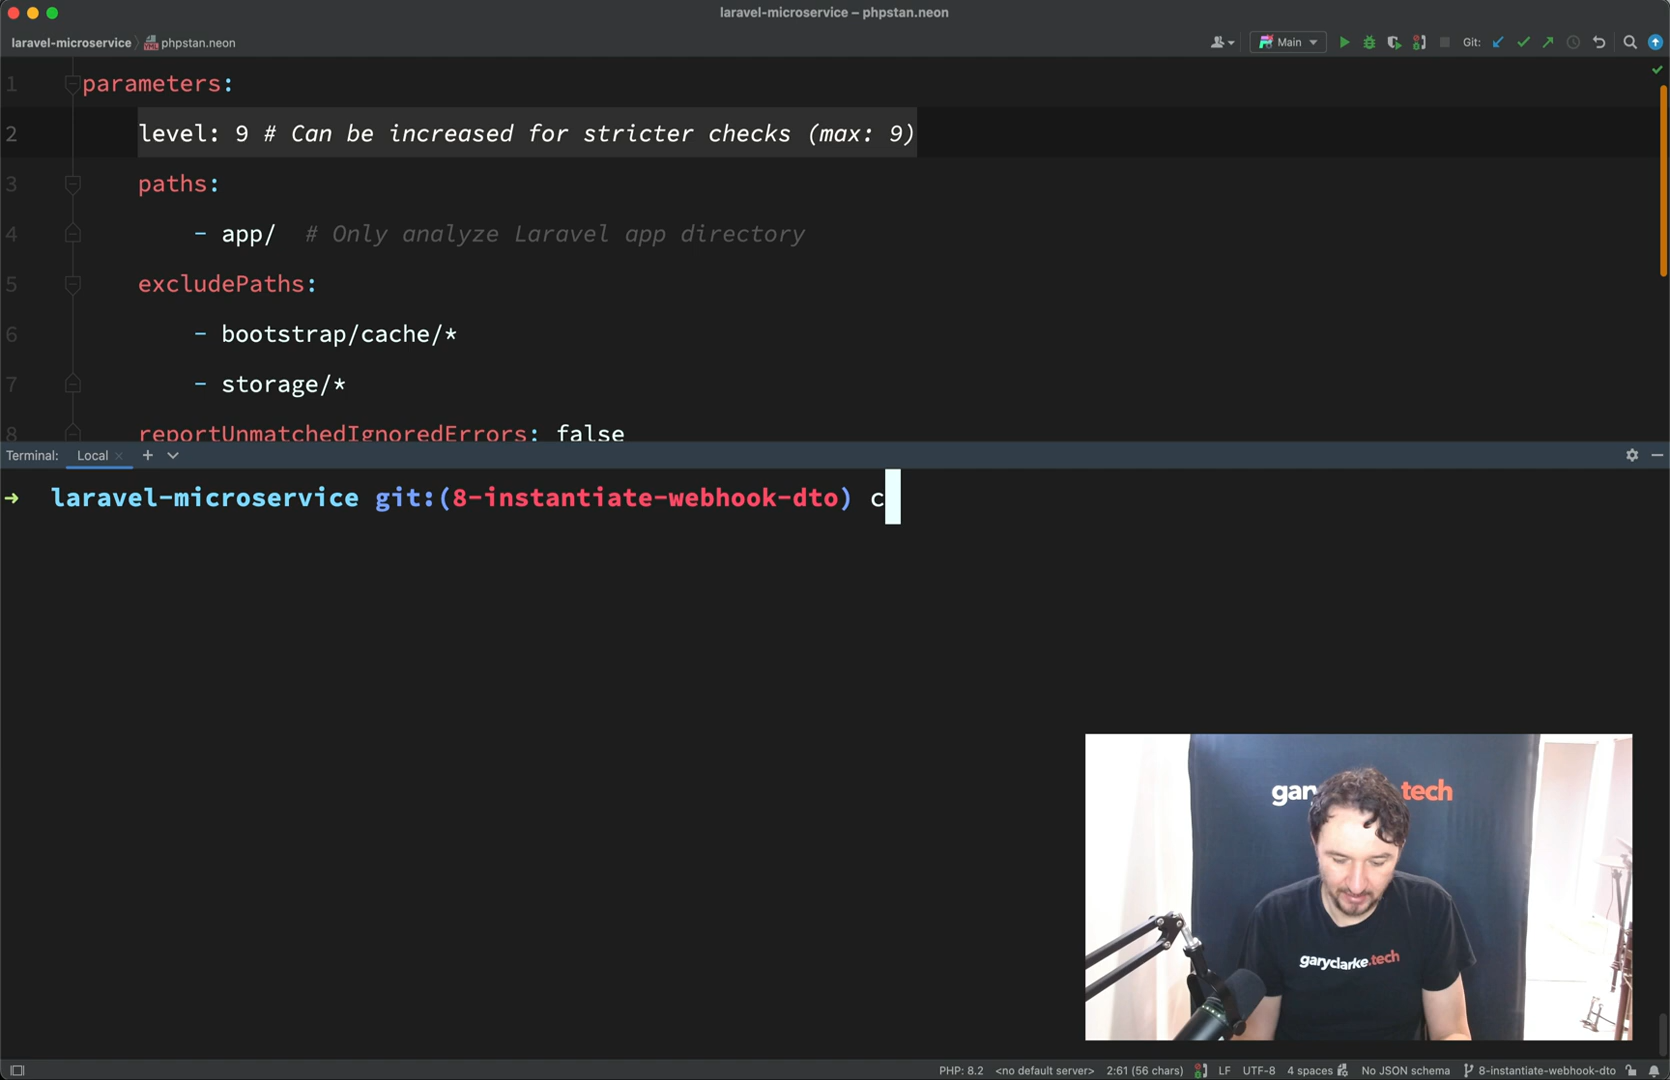 laravel-microservice – phpstan.neon
laravel-microservice phpstan.neon
Main
Git:
1 parameters:
2 level: 9 # Can be increased for stricter checks (max: 9)
3 paths:
4 - app/ # Only analyze Laravel app directory
5 excludePaths:
6 - bootstrap/cache/*
7 - storage/*
8 reportUnmatchedIgnoredErrors: false
Terminal: Local × +
→ laravel-microservice git:(8-instantiate-webhook-dto) c
garyclarke.tech
PHP: 8.2 <no default server> 2:61 (56 chars) LF UTF-8 4 spaces No JSON schema 8-instantiate-webhook-dto